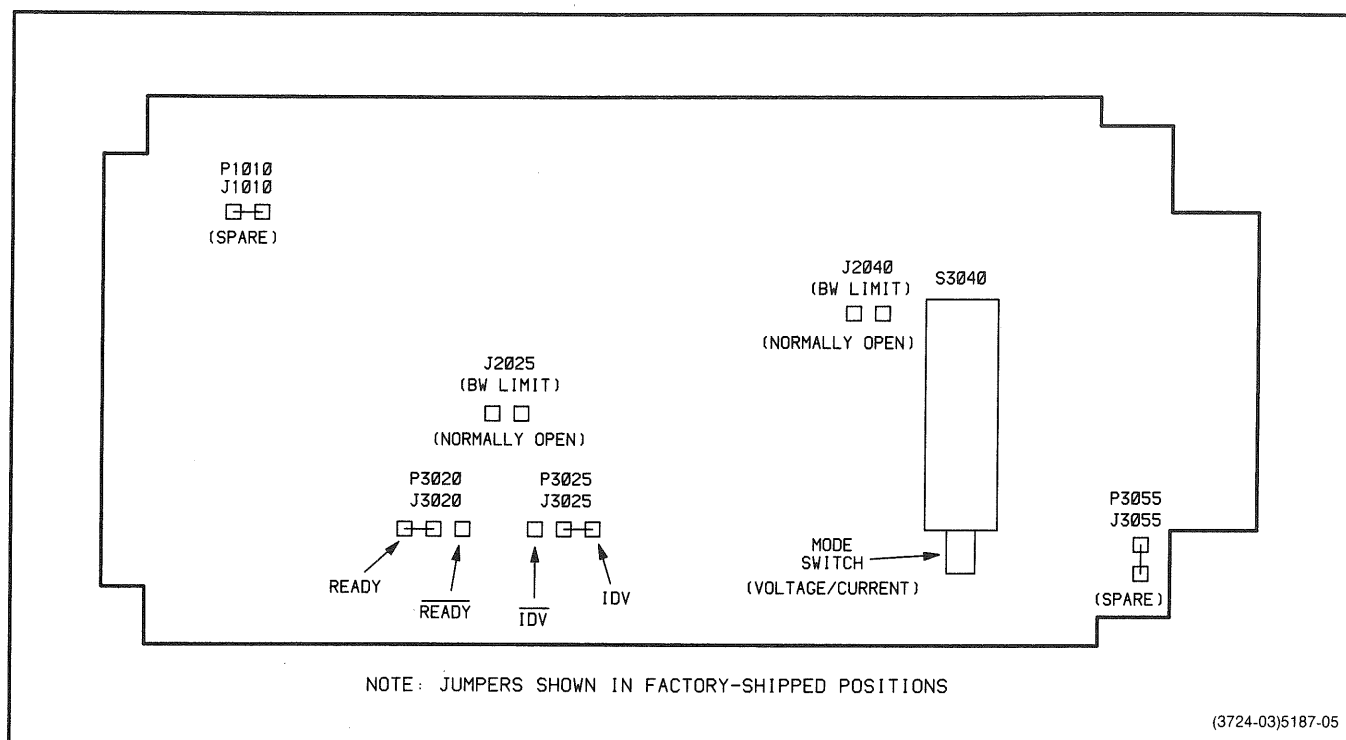 P1010
J1010
(SPARE)
J2040
(BW LIMIT)
(NORMALLY OPEN)
S3040
J2025
(BW LIMIT)
(NORMALLY OPEN)
P3020
J3020
P3025
J3025
READY
READY
IDV
IDV
MODE
SWITCH
(VOLTAGE/CURRENT)
P3055
J3055
(SPARE)
NOTE: JUMPERS SHOWN IN FACTORY-SHIPPED POSITIONS
(3724-03)5187-05